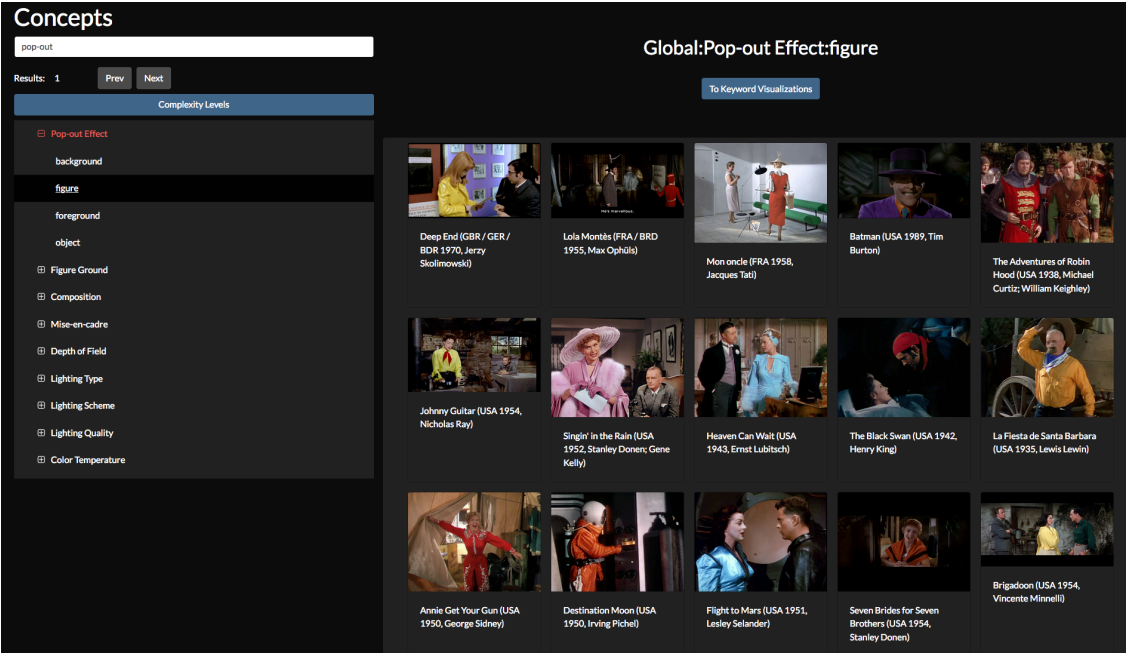 Concepts
pop-out
Results: 1 Prev Next
Complexity Levels
Pop-out Effect
background
figure
foreground
object
Figure Ground
Composition
Mise-en-cadre
Depth of Field
Lighting Type
Lighting Scheme
Lighting Quality
Color Temperature
Global:Pop-out Effect:figure
To Keyword Visualizations
Deep End (GBR / GER /
BDR 1970, Jerzy
Skolimowski)
He's marvellous.
Lola Montès (FRA / BRD
1955, Max Ophüls)
Mon oncle (FRA 1958,
Jacques Tati)
Batman (USA 1989, Tim
Burton)
The Adventures of Robin
Hood (USA 1938, Michael
Curtiz; William Keighley)
Johnny Guitar (USA 1954,
Nicholas Ray)
Singin' in the Rain (USA
1952, Stanley Donen; Gene
Kelly)
Heaven Can Wait (USA
1943, Ernst Lubitsch)
The Black Swan (USA 1942,
Henry King)
La Fiesta de Santa Barbara
(USA 1935, Lewis Lewin)
Annie Get Your Gun (USA
1950, George Sidney)
Destination Moon (USA
1950, Irving Pichel)
Flight to Mars (USA 1951,
Lesley Selander)
Seven Brides for Seven
Brothers (USA 1954,
Stanley Donen)
Brigadoon (USA 1954,
Vincente Minnelli)